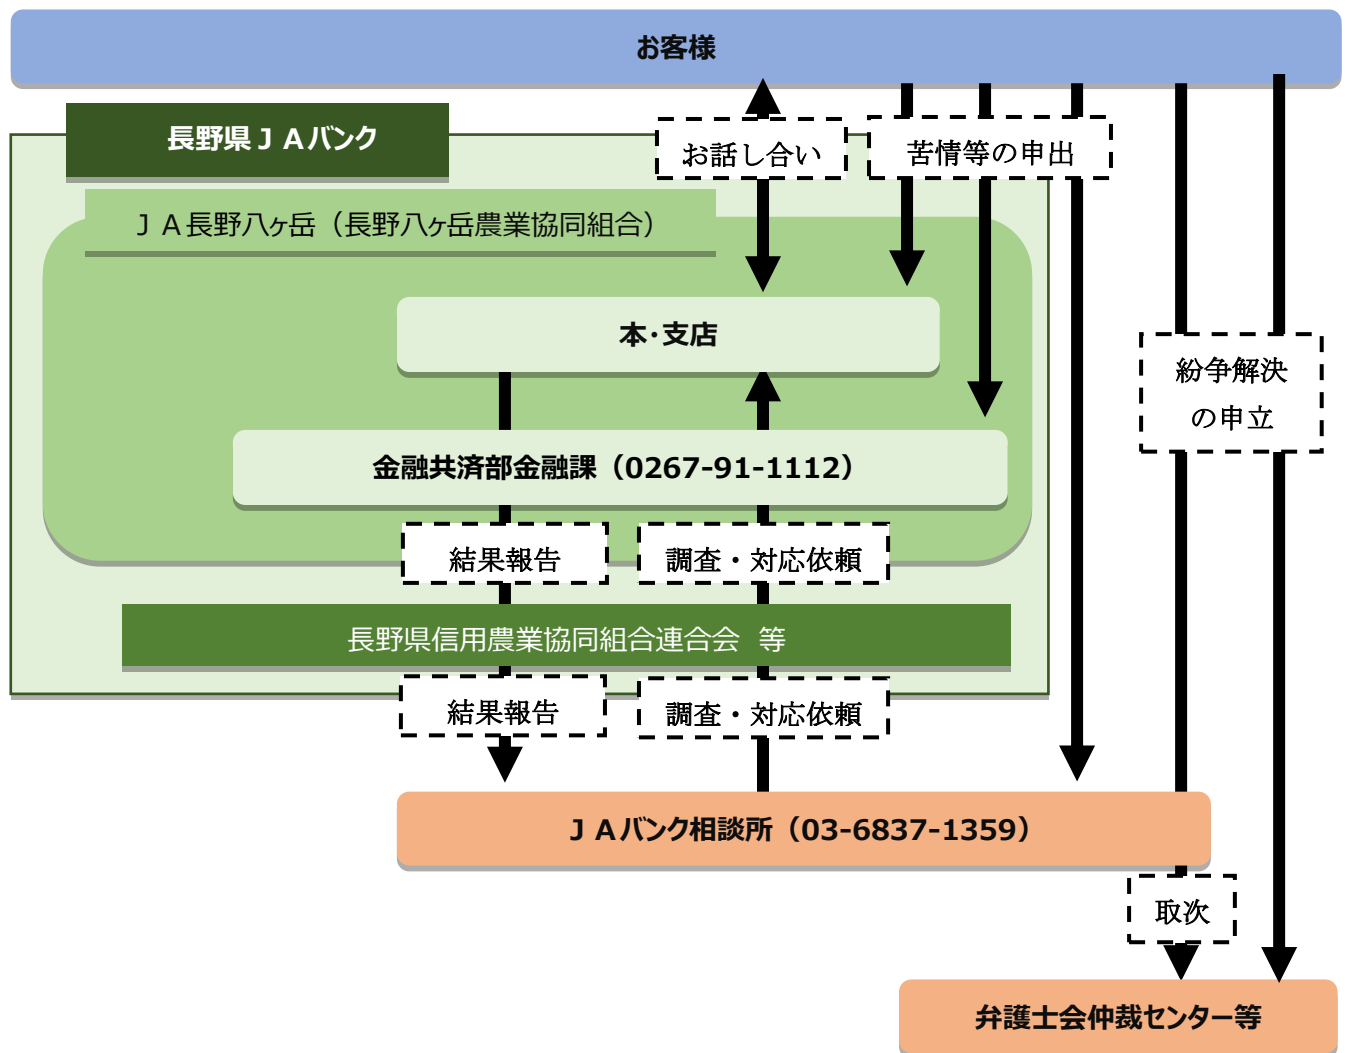 お客様
長野県ＪＡバンク
お話し合い
苦情等の申出
ＪＡ長野八ヶ岳（長野八ヶ岳農業協同組合）
本･支店
紛争解決
の申立
金融共済部金融課（0267-91-1112）
結果報告
調査・対応依頼
長野県信用農業協同組合連合会　等
結果報告
調査・対応依頼
ＪＡバンク相談所（03-6837-1359）
取次
弁護士会仲裁センター等